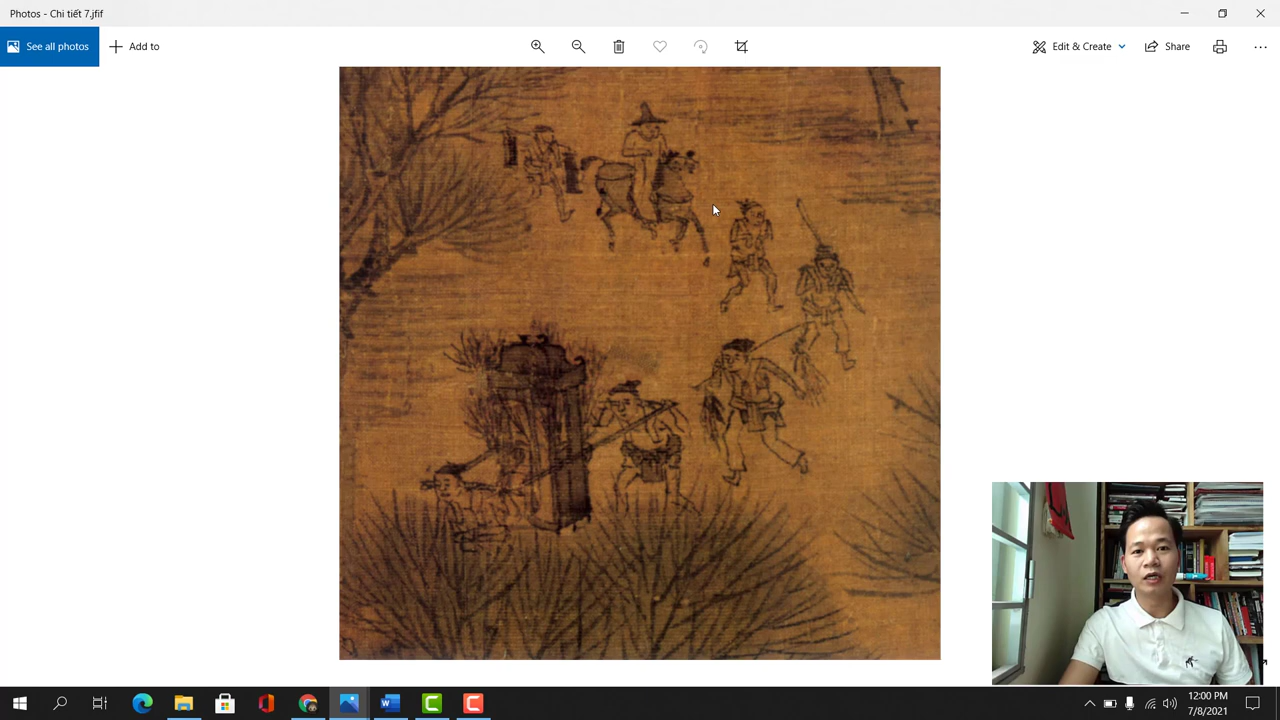 Photos - Chi tiết 7.jfif
See all photos
Add to
Edit & Create
Share
12:00 PM
7/8/2021